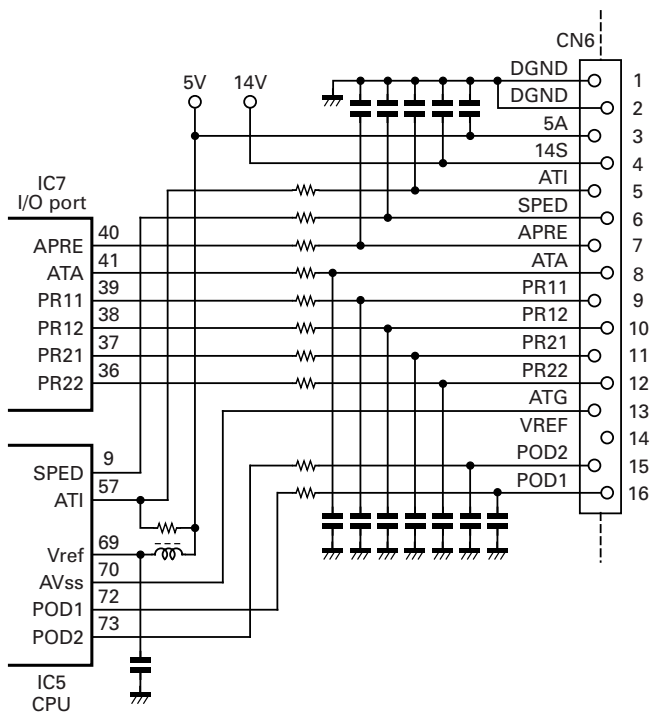 CN6
DGND 1
DGND 2
5V 14V
5A 3
14S 4
IC7
I/O port
ATI 5
SPED 6
APRE 40 APRE 7
ATA 41 ATA 8
PR11 39 PR11 9
PR12 38 PR12 10
PR21 37 PR21 11
PR22 36 PR22 12
ATG 13
VREF 14
SPED 9 POD2 15
ATI 57 POD1 16
Vref 69
AVss 70
POD1 72
POD2 73
IC5
CPU